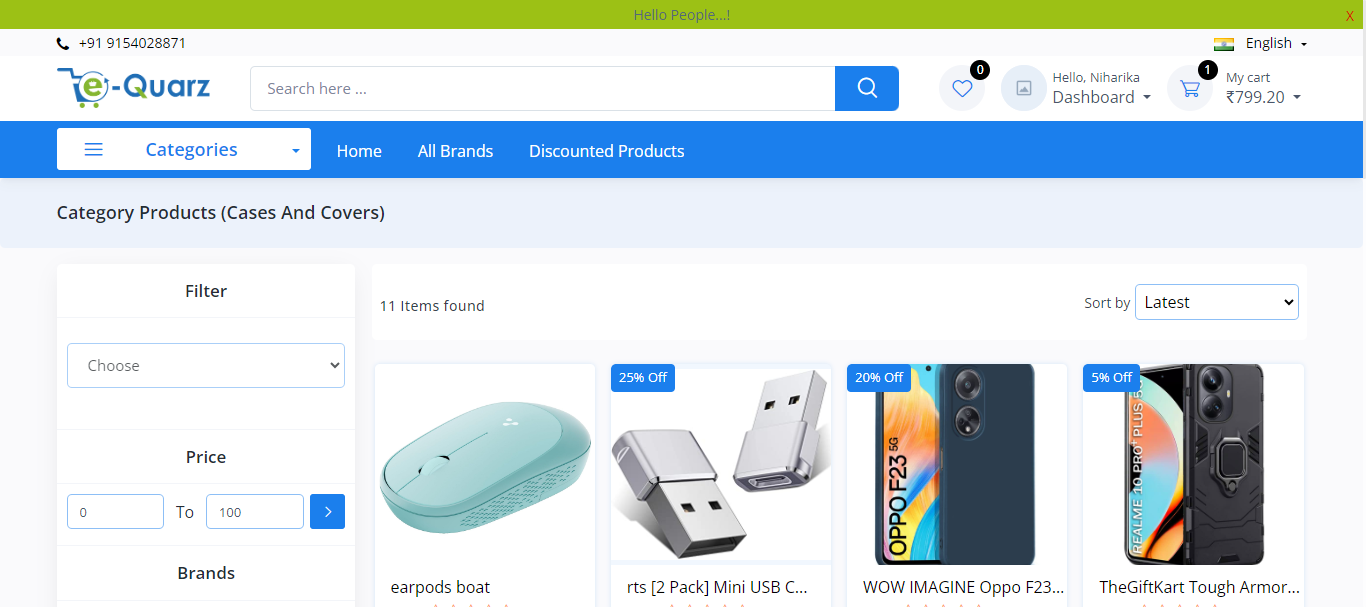 Hello People...!
X
+91 9154028871
English
e-Quarz
Search here ...
0
Hello, Niharika
Dashboard
1
My cart
₹799.20
Categories
Home
All Brands
Discounted Products
Category Products (Cases And Covers)
Filter
Choose
Price
0
To
100
Brands
11 Items found
Sort by
Latest
earpods boat
25% Off
rts [2 Pack] Mini USB C...
20% Off
OPPO F23 5G
WOW IMAGINE Oppo F23...
5% Off
REALME 10 PRO+ PLUS 5
TheGiftKart Tough Armor...